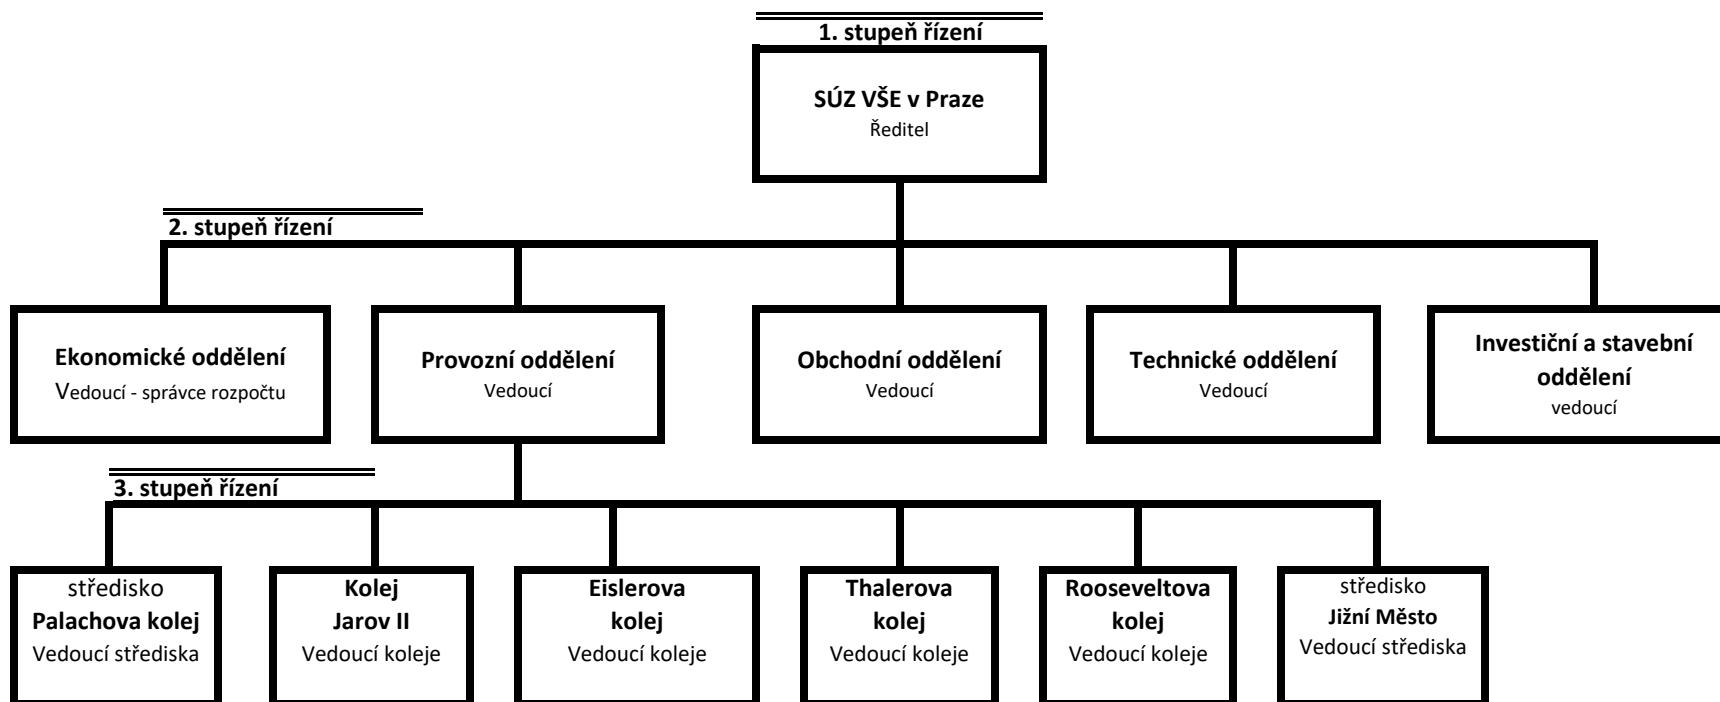 1. stupeň řízení
SÚZ VŠE v Praze
Ředitel
2. stupeň řízení
Ekonomické oddělení
Vedoucí - správce rozpočtu
Provozní oddělení
Vedoucí
Obchodní oddělení
Vedoucí
Technické oddělení
Vedoucí
Investiční a stavební
oddělení
vedoucí
3. stupeň řízení
středisko
Palachova kolej
Vedoucí střediska
Kolej
Jarov II
Vedoucí koleje
Eislerova
kolej
Vedoucí koleje
Thalerova
kolej
Vedoucí koleje
Rooseveltova
kolej
Vedoucí koleje
středisko
Jižní Město
Vedoucí střediska